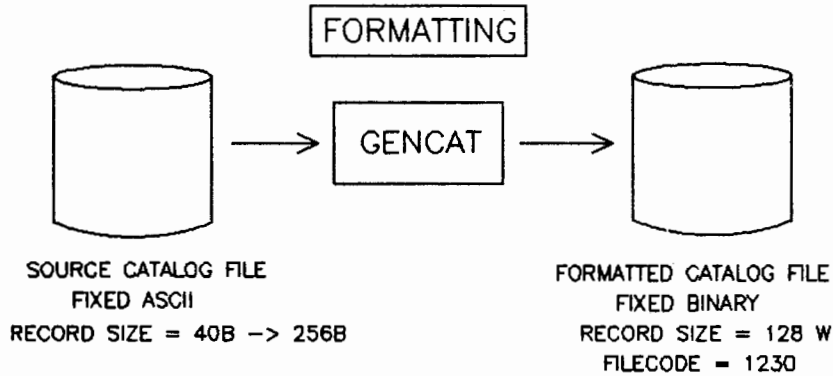 FORMATTING
GENCAT
SOURCE CATALOG FILE
FIXED ASCII
RECORD SIZE = 40B -> 256B
FORMATTED CATALOG FILE
FIXED BINARY
RECORD SIZE = 128 W
FILECODE = 1230